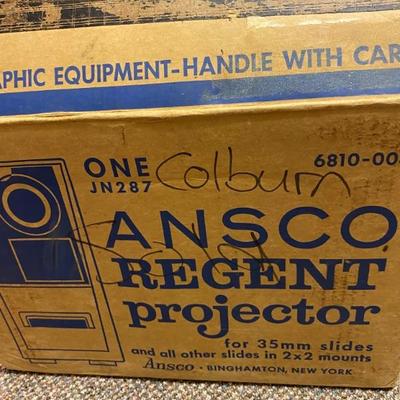 APHIC EQUIPMENT-HANDLE WITH CAR
ONE Colburn 6810-00
JN287
ANSCO
REGENT
projector
for 35mm slides
and all other slides in 2x2 mounts
Ansco · BINGHAMTON, NEW YORK